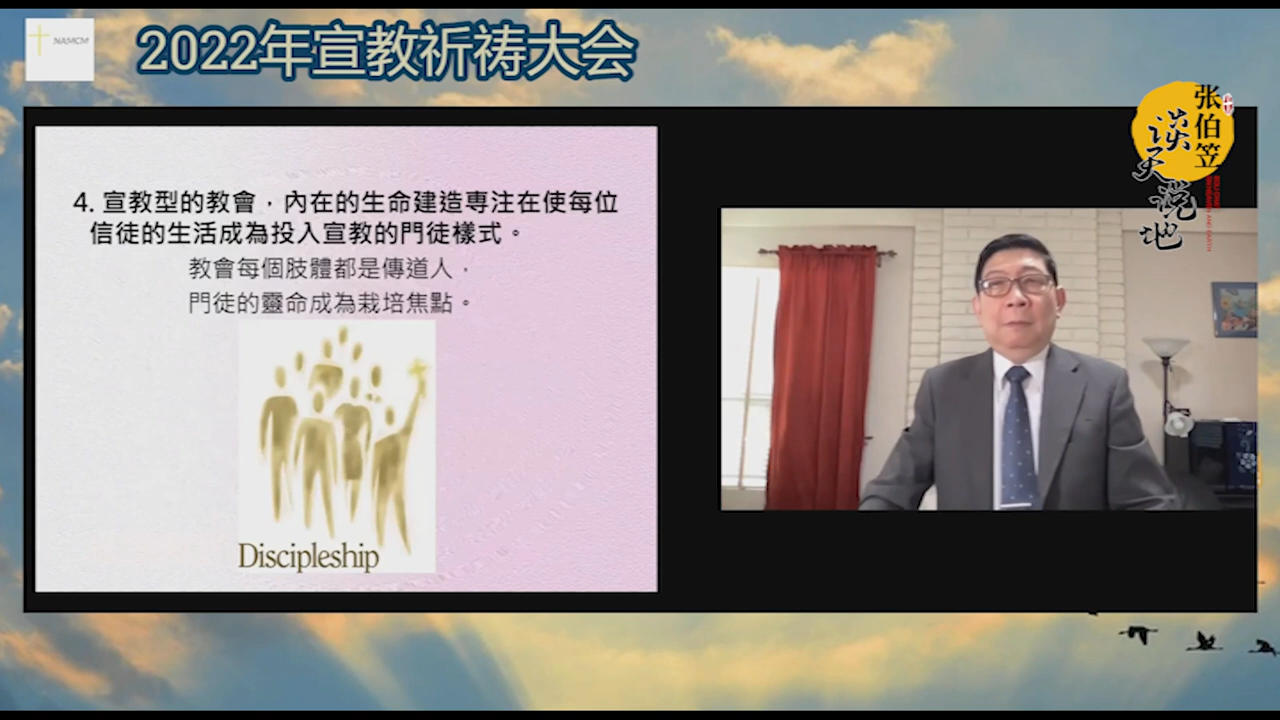 NAMCM
2022年宣教祈祷大会
张伯笠
谈天说地
4. 宣教型的教會，內在的生命建造專注在使每位
信徒的生活成為投入宣教的門徒樣式。
教會每個肢體都是傳道人，
門徒的靈命成為栽培焦點。
Discipleship